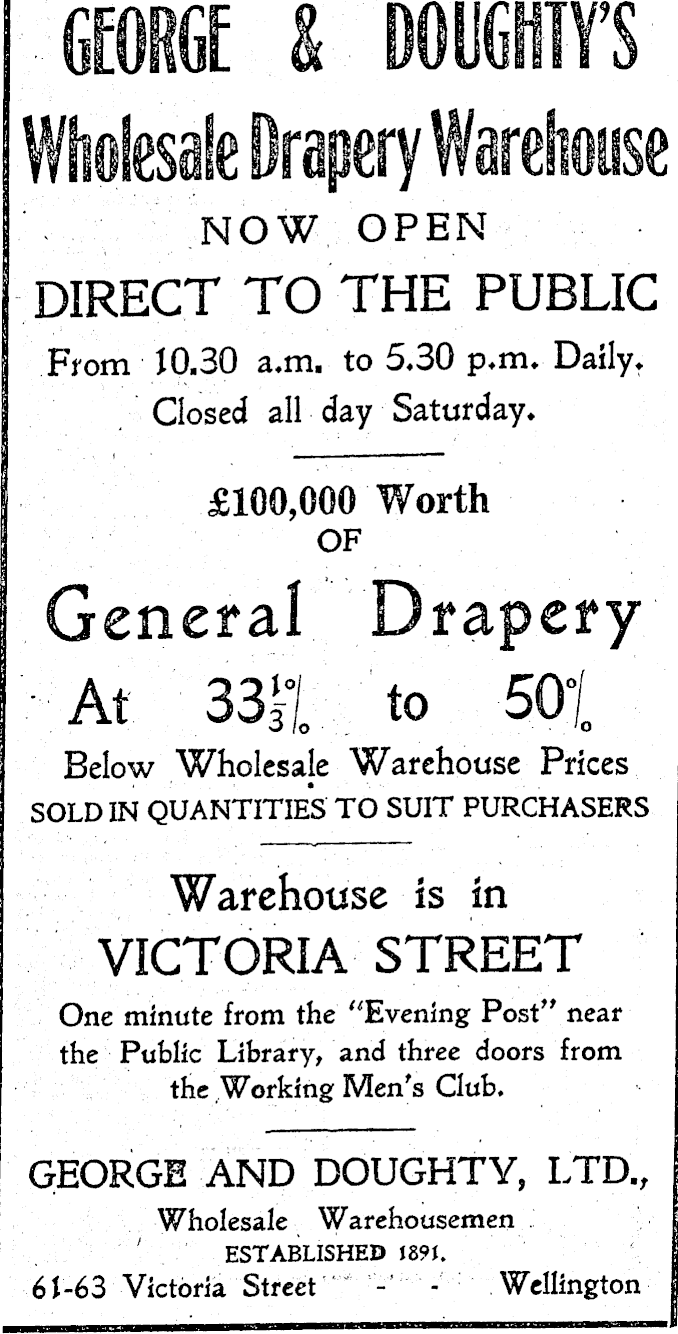 GEORGE & DOUGHTY'S
Wholesale Drapery Warehouse
NOW OPEN
DIRECT TO THE PUBLIC
From 10.30 a.m. to 5.30 p.m. Daily.
Closed all day Saturday.
£100,000 Worth
OF
General Drapery
At 33⅓% to 50%
Below Wholesale Warehouse Prices
SOLD IN QUANTITIES TO SUIT PURCHASERS
Warehouse is in
VICTORIA STREET
One minute from the "Evening Post" near
the Public Library, and three doors from
the Working Men's Club.
GEORGE AND DOUGHTY, LTD.,
Wholesale Warehousemen
ESTABLISHED 1891.
61-63 Victoria Street - - Wellington